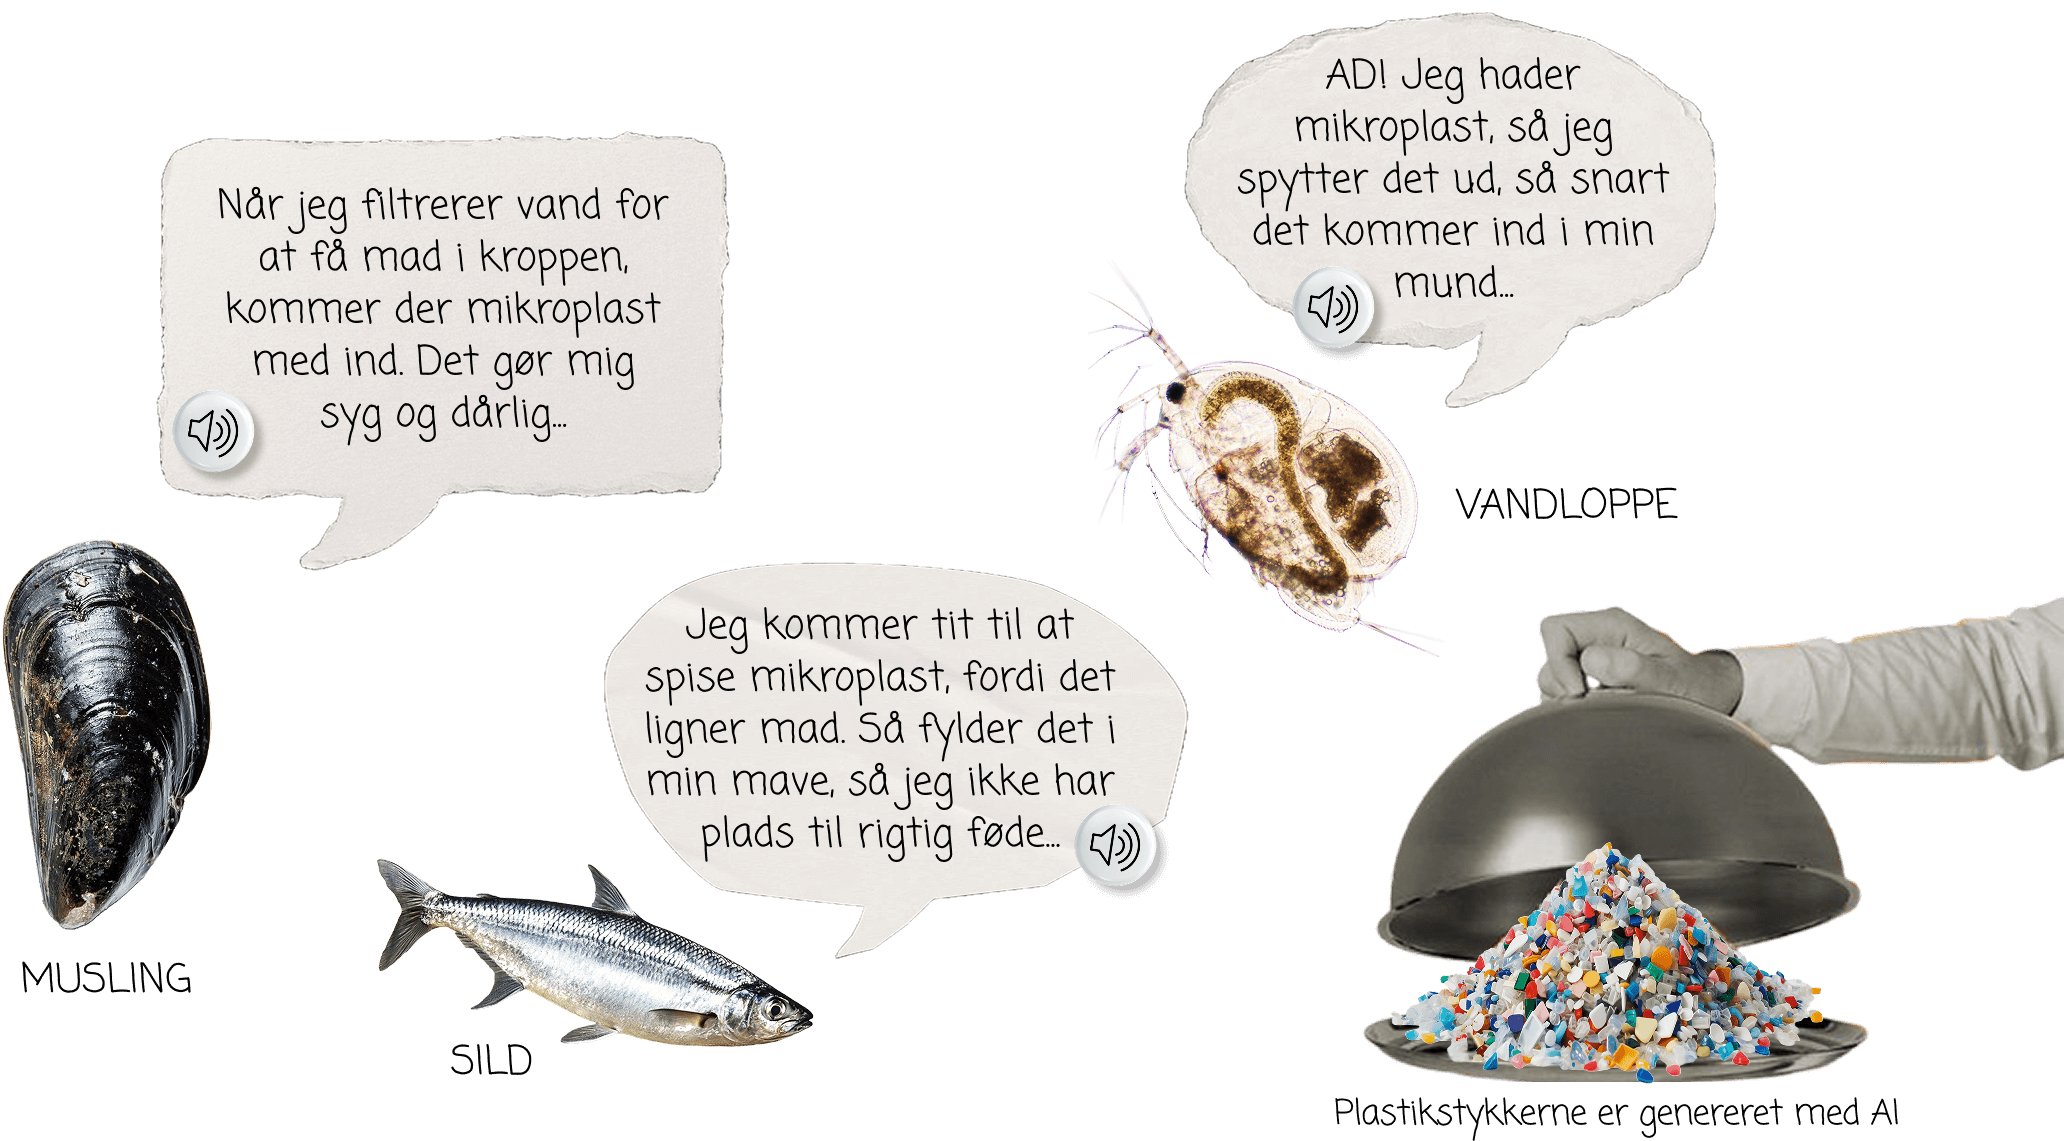 AD! Jeg hader
mikroplast, så jeg
spytter det ud, så snart
det kommer ind i min
mund...
Når jeg filtrerer vand for
at få mad i kroppen,
kommer der mikroplast
med ind. Det gør mig
syg og dårlig...
VANDLOPPE
Jeg kommer tit til at
spise mikroplast, fordi det
ligner mad. Så fylder det i
min mave, så jeg ikke har
plads til rigtig føde...
MUSLING
SILD
Plastikstykkerne er genereret med AI